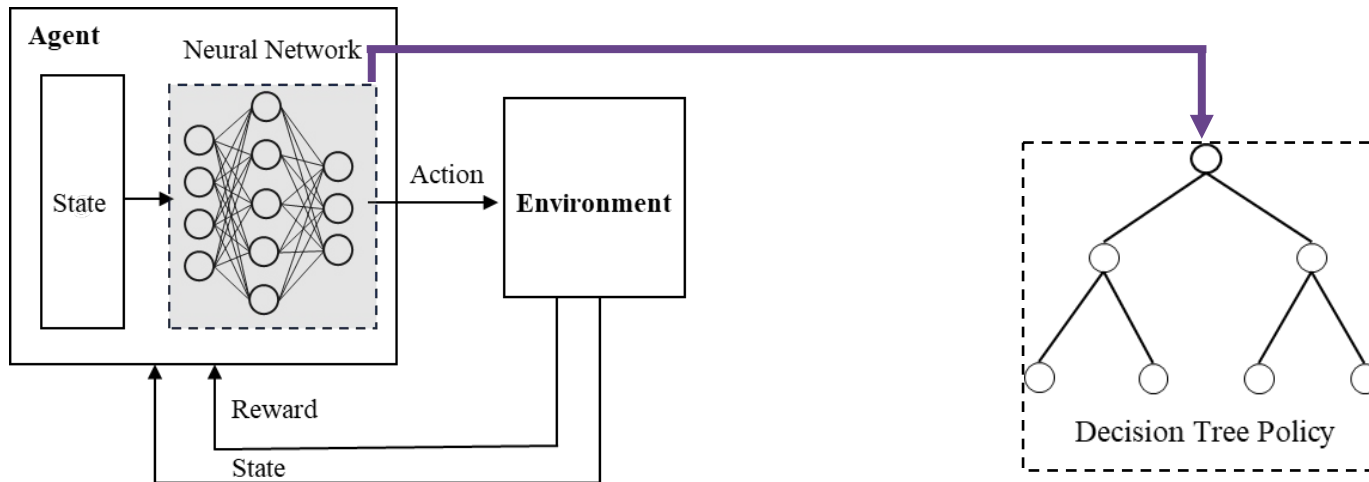 Agent
Neural Network
State
Action
Environment
Reward
State
Decision Tree Policy